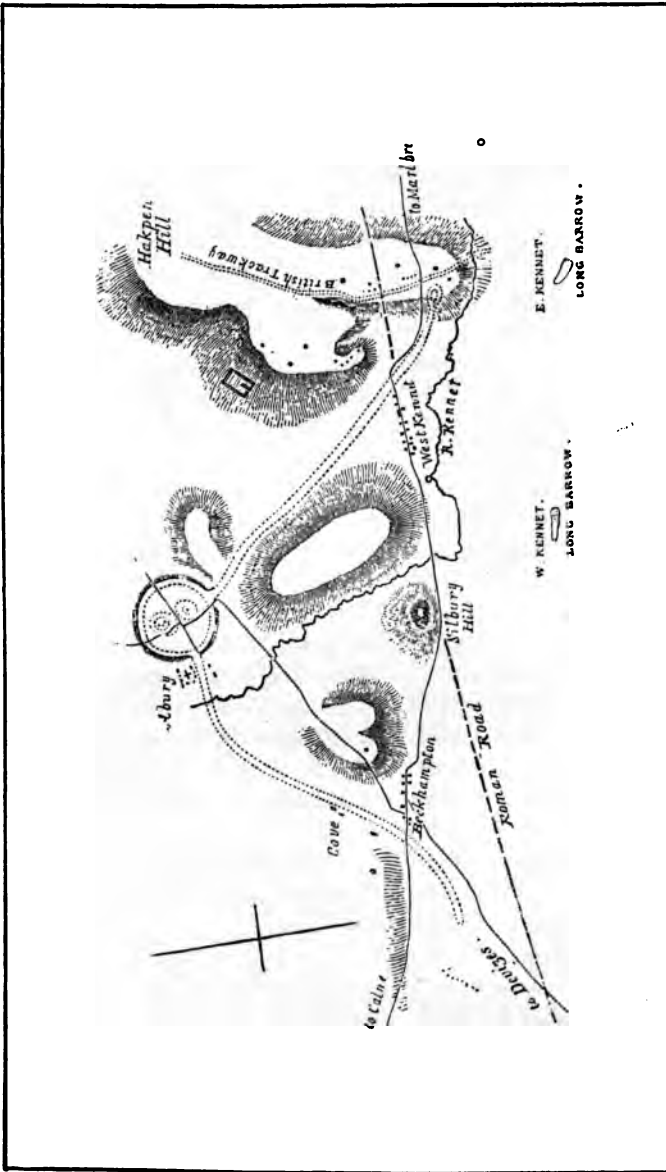 Hakpen
Hill
British Trackway
to Marlbro
E. KENNET.
LONG BARROW.
West Kennet
R. Kennet
W. KENNET.
LONG BARROW.
Abury
Silbury
Hill
Beckhampton
Cove
Roman Road
to Calne
to Devizes.